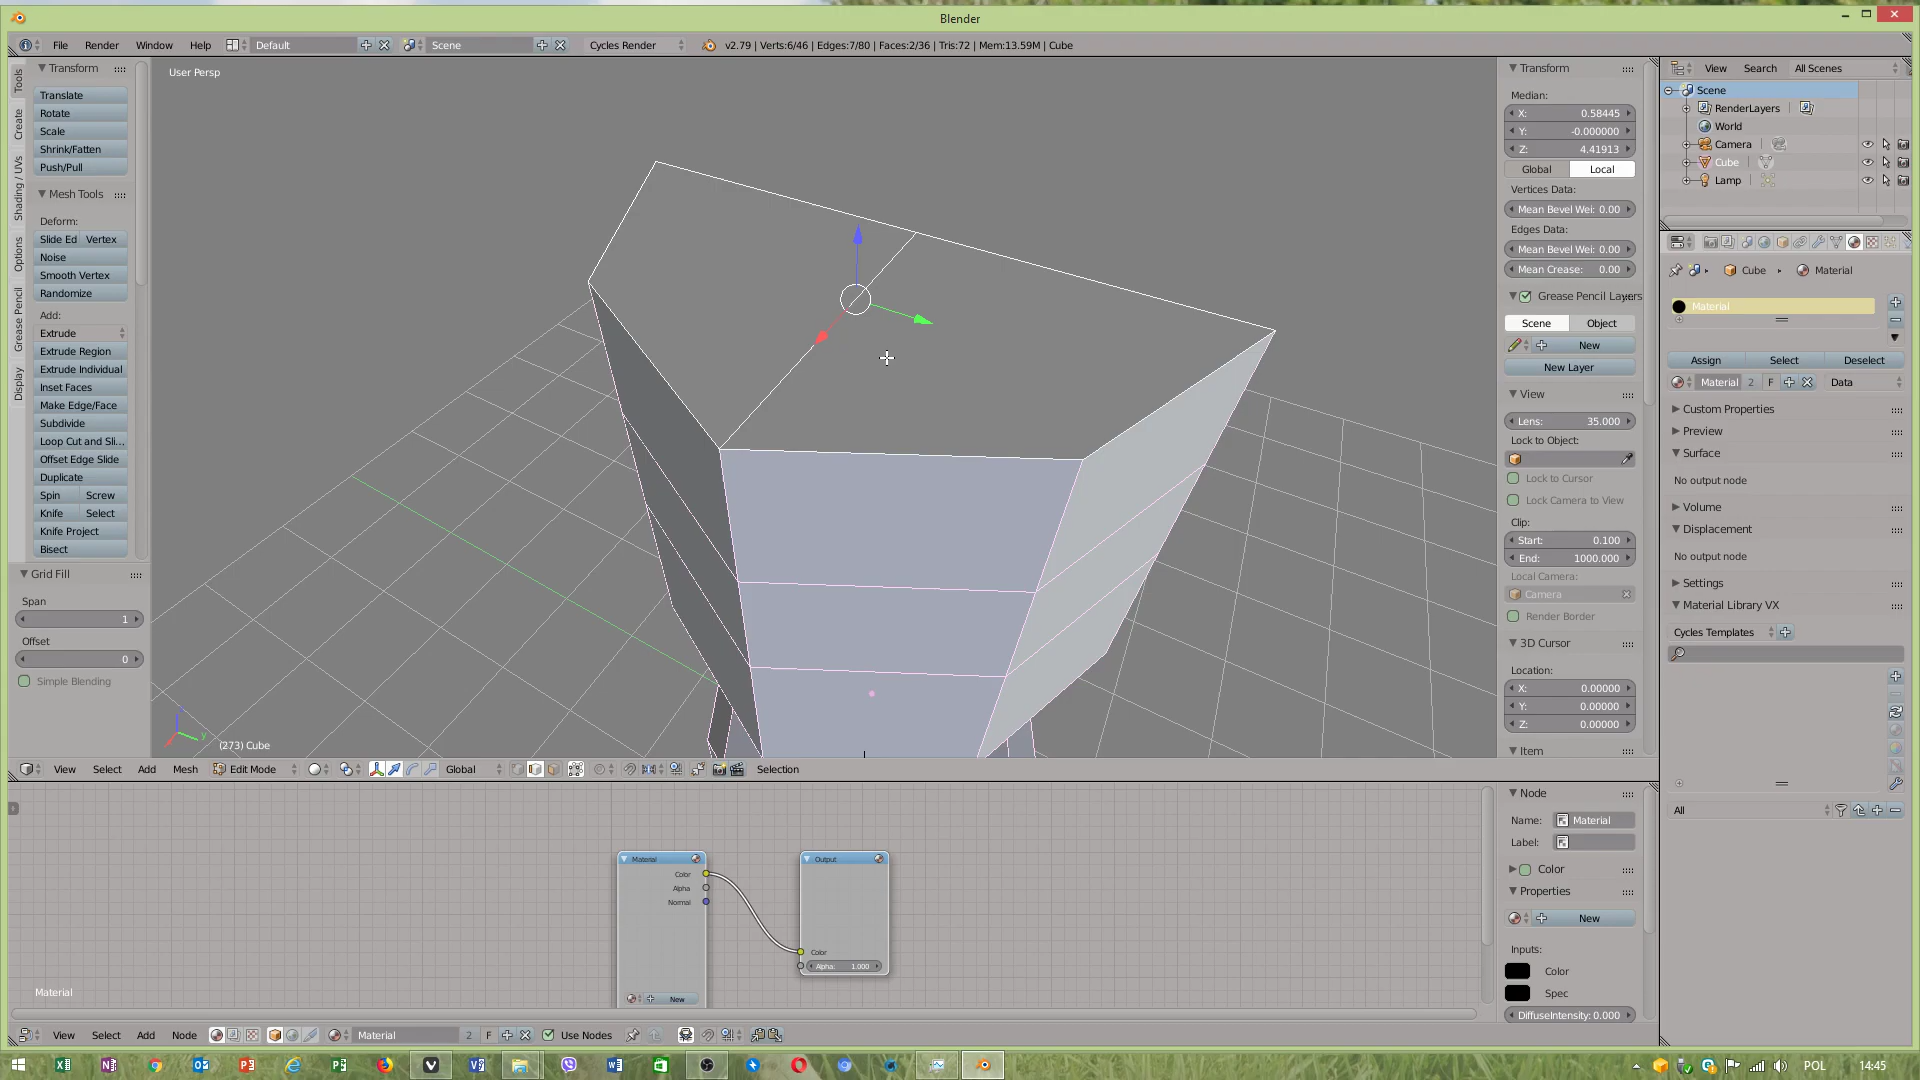 Blender
File Render Window Help Default Scene Cycles Render v2.79 | Verts:6/46 | Edges:7/80 | Faces:2/36 | Tris:72 | Mem:13.59M | Cube
Tools
Create
Shading / UVs
Options
Grease Pencil
Display
Transform
Translate
Rotate
Scale
Shrink/Fatten
Push/Pull
Mesh Tools
Deform:
Slide Ed Vertex
Noise
Smooth Vertex
Randomize
Add:
Extrude
Extrude Region
Extrude Individual
Inset Faces
Make Edge/Face
Subdivide
Loop Cut and Sli...
Offset Edge Slide
Duplicate
Spin Screw
Knife Select
Knife Project
Bisect
Grid Fill
Span
1
Offset
0
Simple Blending
User Persp
y
(273) Cube
Transform
Median:
X: 0.58445
Y: -0.000000
Z: 4.41913
Global Local
Vertices Data:
Mean Bevel Wei: 0.00
Edges Data:
Mean Bevel Wei: 0.00
Mean Crease: 0.00
Grease Pencil Layers
Scene Object
New
New Layer
View
Lens: 35.000
Lock to Object:
Lock to Cursor
Lock Camera to View
Clip:
Start: 0.100
End: 1000.000
Local Camera:
Camera
Render Border
3D Cursor
Location:
X: 0.00000
Y: 0.00000
Z: 0.00000
Item
View Search All Scenes
Scene
RenderLayers
World
Camera
Cube
Lamp
Cube Material
Material
Assign Select Deselect
Material 2 F Data
Custom Properties
Preview
Surface
No output node
Volume
Displacement
No output node
Settings
Material Library VX
Cycles Templates
All
View Select Add Mesh Edit Mode Global Selection
Material
Color
Alpha
Normal
New
Output
Color
Alpha: 1.000
Material
Node
Name: Material
Label:
Color
Properties
New
Inputs:
Color
Spec
DiffuseIntensity: 0.000
View Select Add Node Material 2 F Use Nodes
POL 14:45